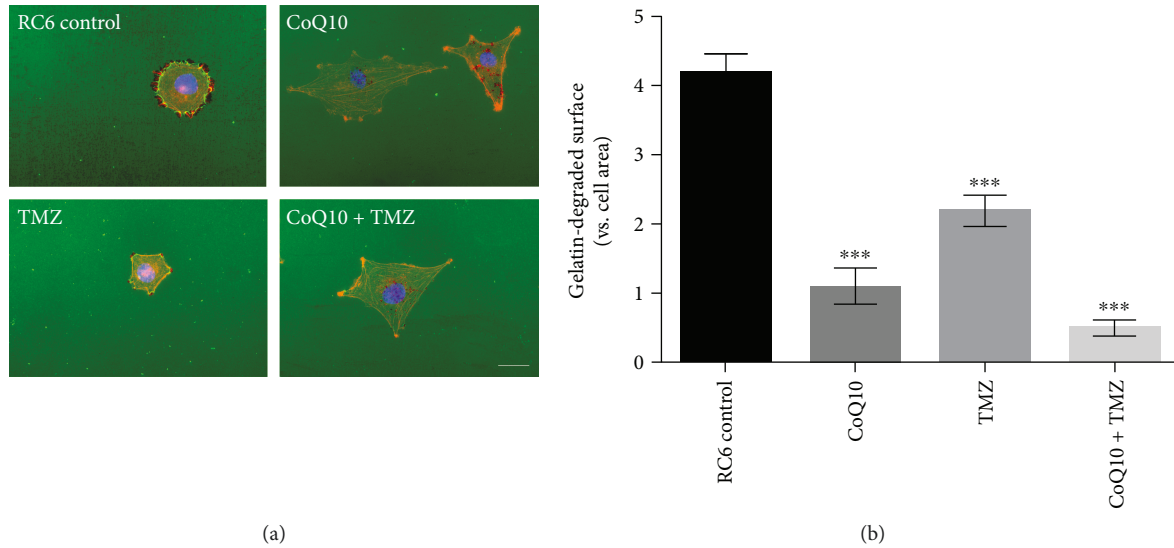 RC6 control
CoQ10
TMZ
CoQ10 + TMZ
(a)
Gelatin-degraded surface
(vs. cell area)
5
4
3
2
1
0
***
***
***
RC6 control
CoQ10
TMZ
CoQ10 + TMZ
(b)